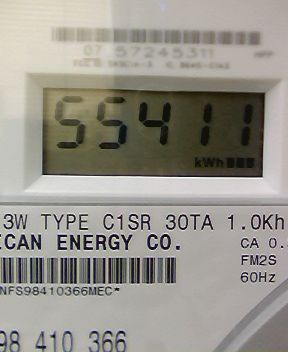 07 57245311
55411
kWh
3W TYPE C1SR 30TA 1.0Kh
ICAN ENERGY CO.
CA 0.
FM2S
60Hz
NFS98410366MEC*
98 410 366